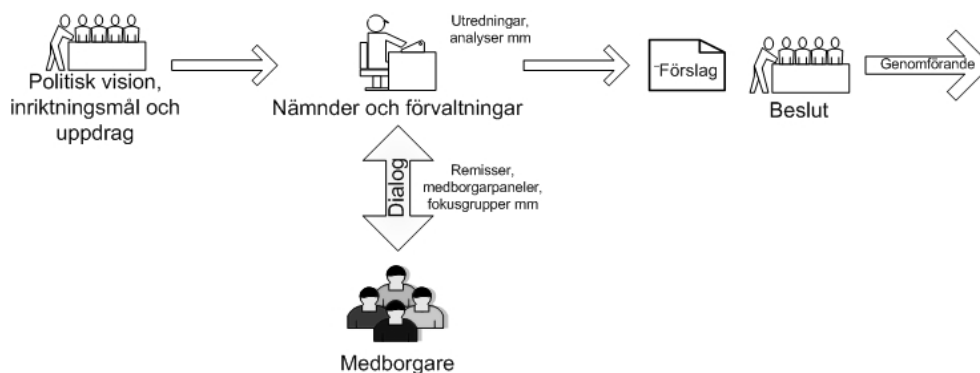 Politisk vision,
inriktningsmål och
uppdrag
Utredningar,
analyser mm
Nämnder och förvaltningar
Förslag
Beslut
Genomförande
Dialog
Remisser,
medborgarpaneler,
fokusgrupper mm
Medborgare